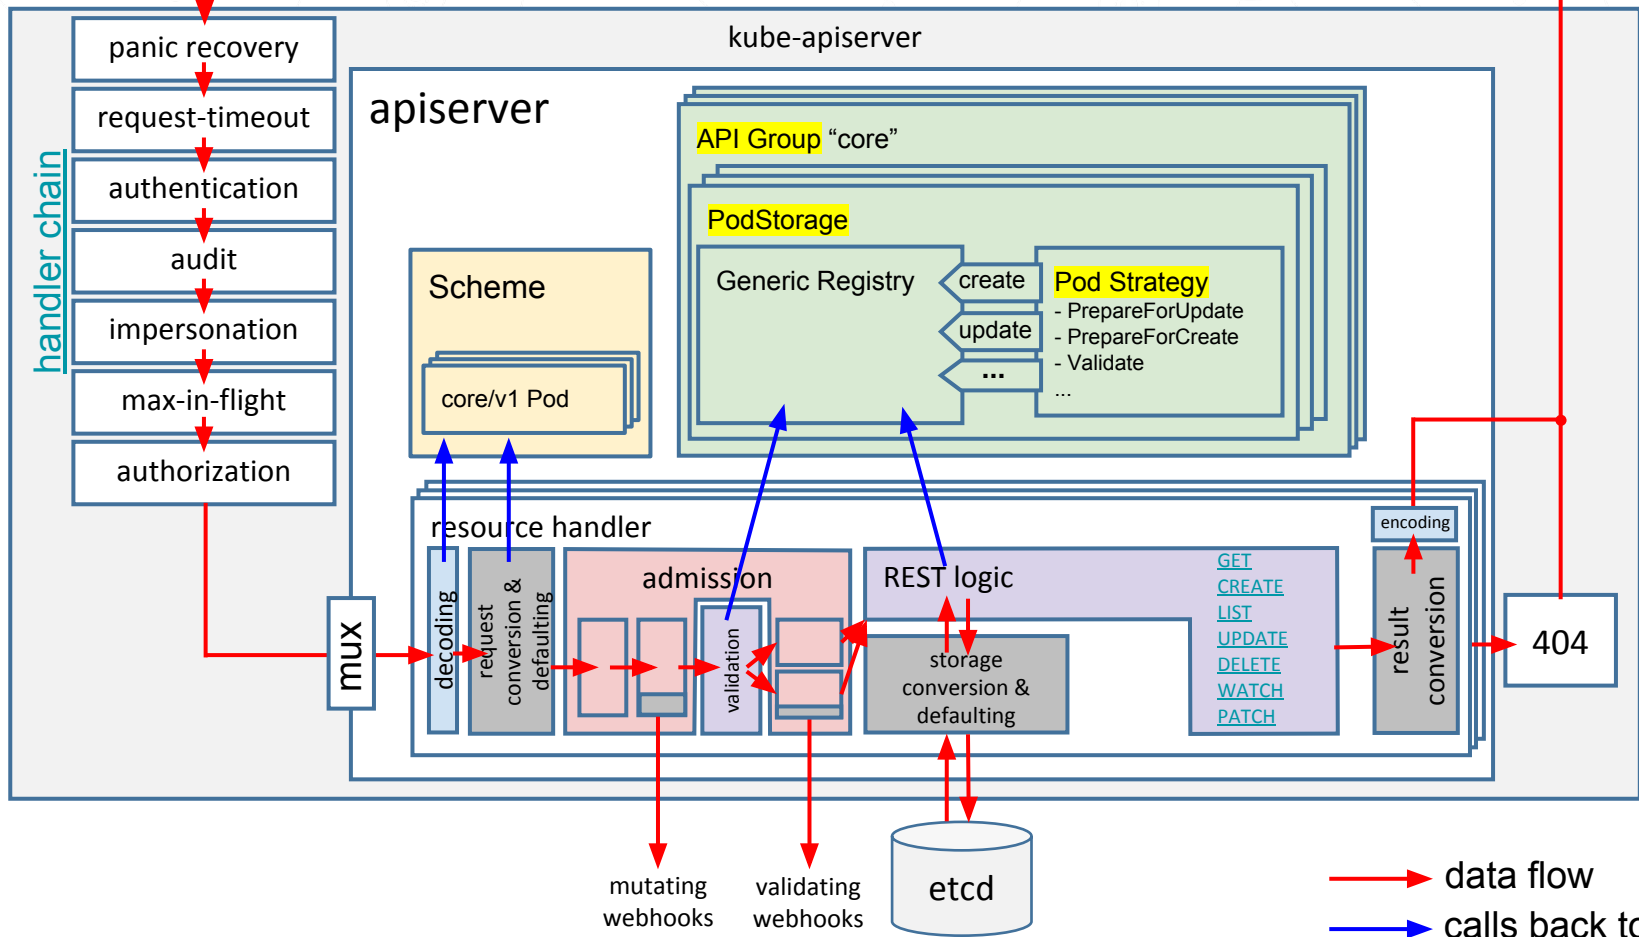 kube-apiserver
handler chain
panic recovery
request-timeout
authentication
audit
impersonation
max-in-flight
authorization
apiserver
API Group “core”
PodStorage
Generic Registry
create
update
...
Pod Strategy
- PrepareForUpdate
- PrepareForCreate
- Validate
...
Scheme
core/v1 Pod
mux
resource handler
decoding
request
conversion &
defaulting
admission
validation
REST logic
storage
conversion &
defaulting
GET
CREATE
LIST
UPDATE
DELETE
WATCH
PATCH
encoding
result
conversion
404
mutating
webhooks
validating
webhooks
etcd
data flow
calls back to